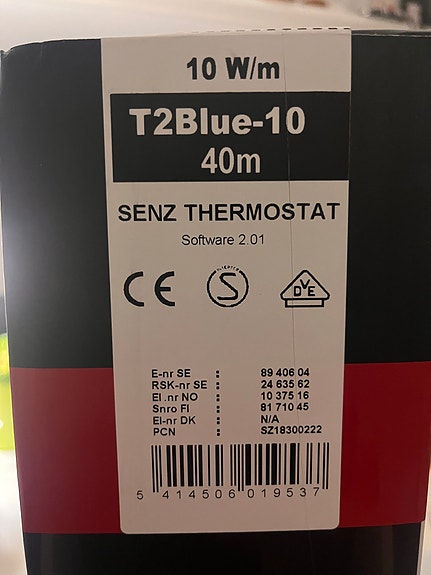 10 W/m
T2Blue-10
40m
SENZ THERMOSTAT
Software 2.01
CE
S
DVE
E-nr SE : 89 406 04
RSK-nr SE : 24 635 62
El .nr NO : 10 375 16
Snro FI : 81 710 45
El-nr DK : N/A
PCN : SZ18300222
5 414506 019537